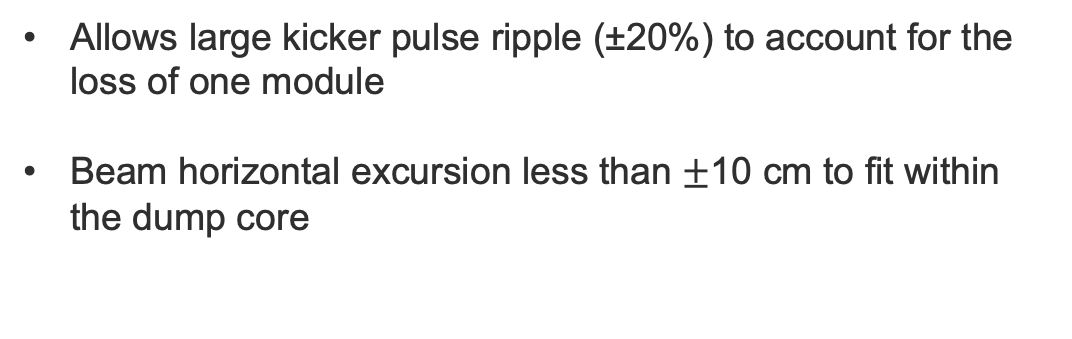 • Allows large kicker pulse ripple (±20%) to account for the
loss of one module
• Beam horizontal excursion less than ±10 cm to fit within
the dump core